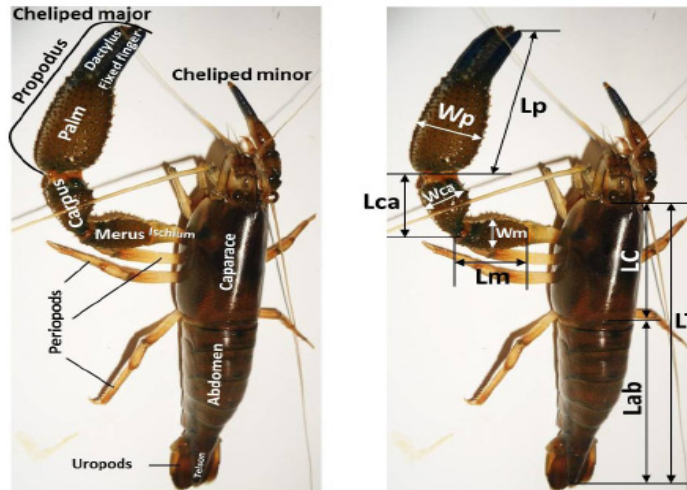 Cheliped major
Propodus
Dactylus
Fixed finger
Cheliped minor
Palm
Carpus
Merus
Ischium
Caparace
Periopods
Abdomen
Uropods
Telson
Wp
Lp
Lca
Wca
Wm
Lm
LC
Lab